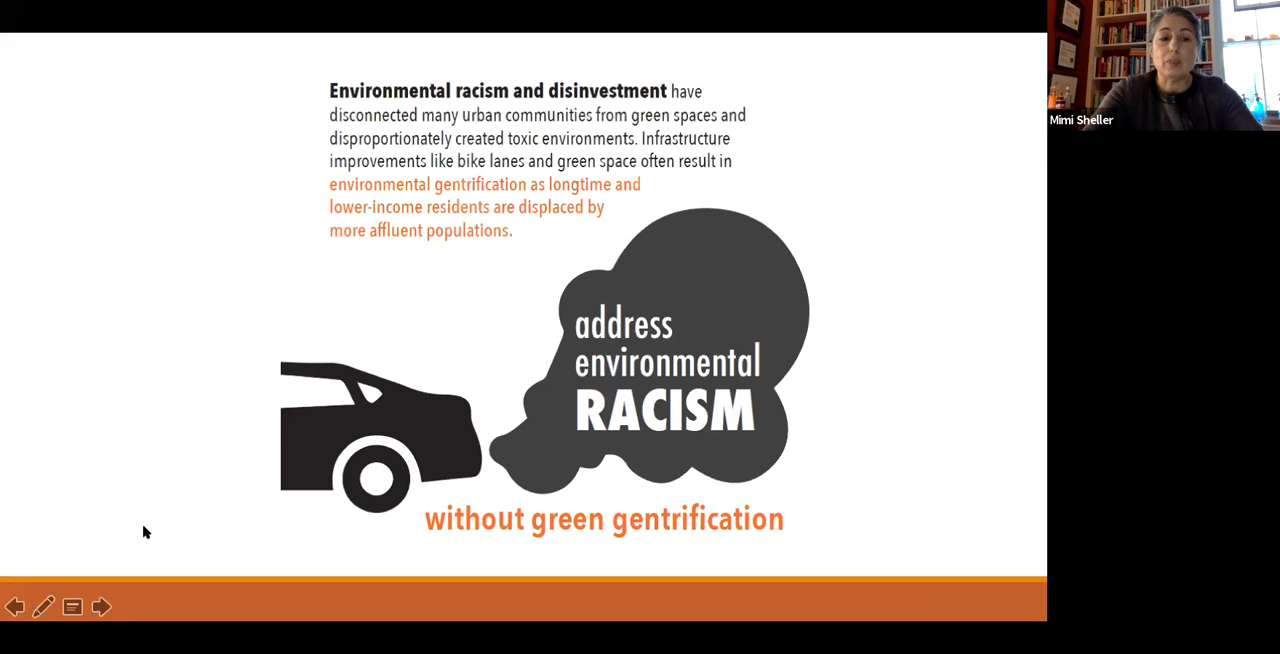 Environmental racism and disinvestment have
disconnected many urban communities from green spaces and
disproportionately created toxic environments. Infrastructure
improvements like bike lanes and green space often result in
environmental gentrification as longtime and
lower-income residents are displaced by
more affluent populations.
address
environmental
RACISM
without green gentrification
Mimi Sheller